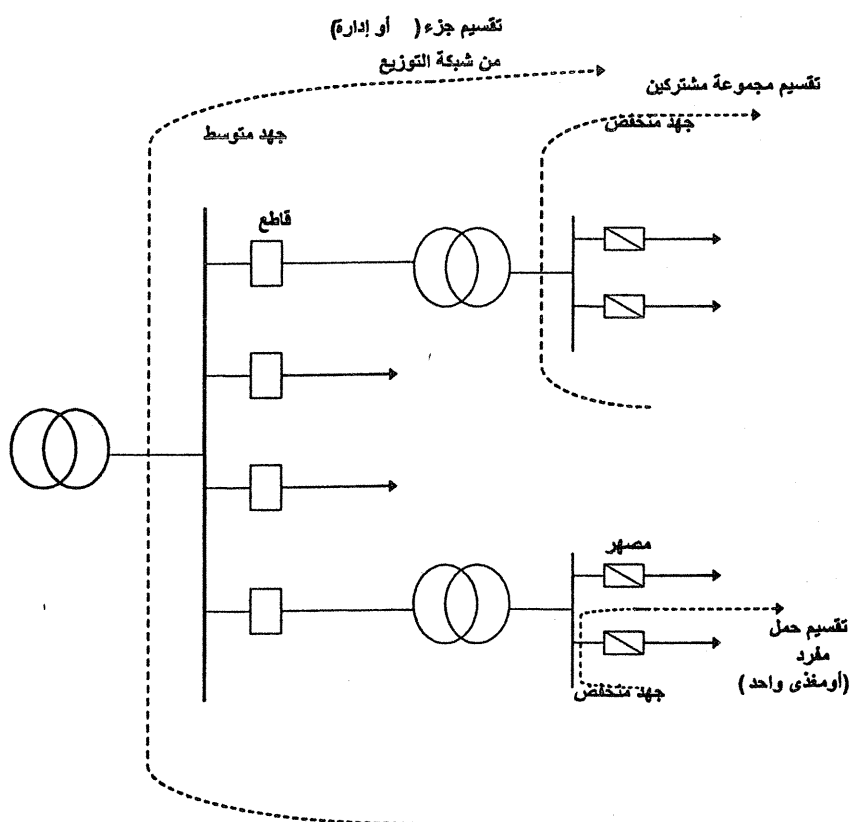 تقسيم جزء ( أو إدارة)
من شبكة التوزيع
تقسيم مجموعة مشتركين
جهد منخفض
جهد متوسط
قاطع
مصهر
تقسيم حمل
مفرد
(أومغذى واحد )
جهد منخفض